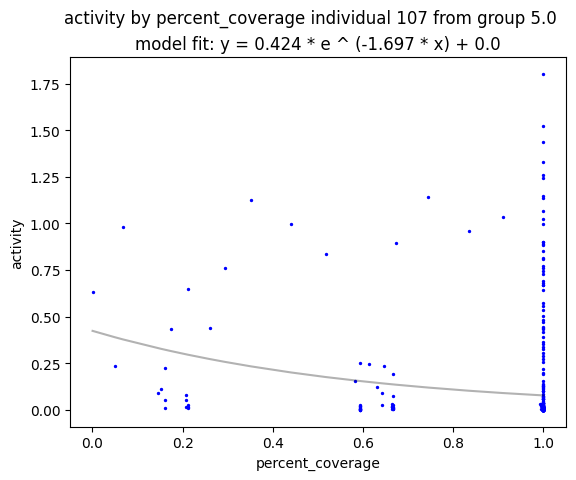 activity by percent_coverage individual 107 from group 5.0
model fit: y = 0.424 * e ^ (-1.697 * x) + 0.0
1.75
1.50
1.25
1.00
0.75
0.50
0.25
0.00
activity
0.0 0.2 0.4 0.6 0.8 1.0
percent_coverage